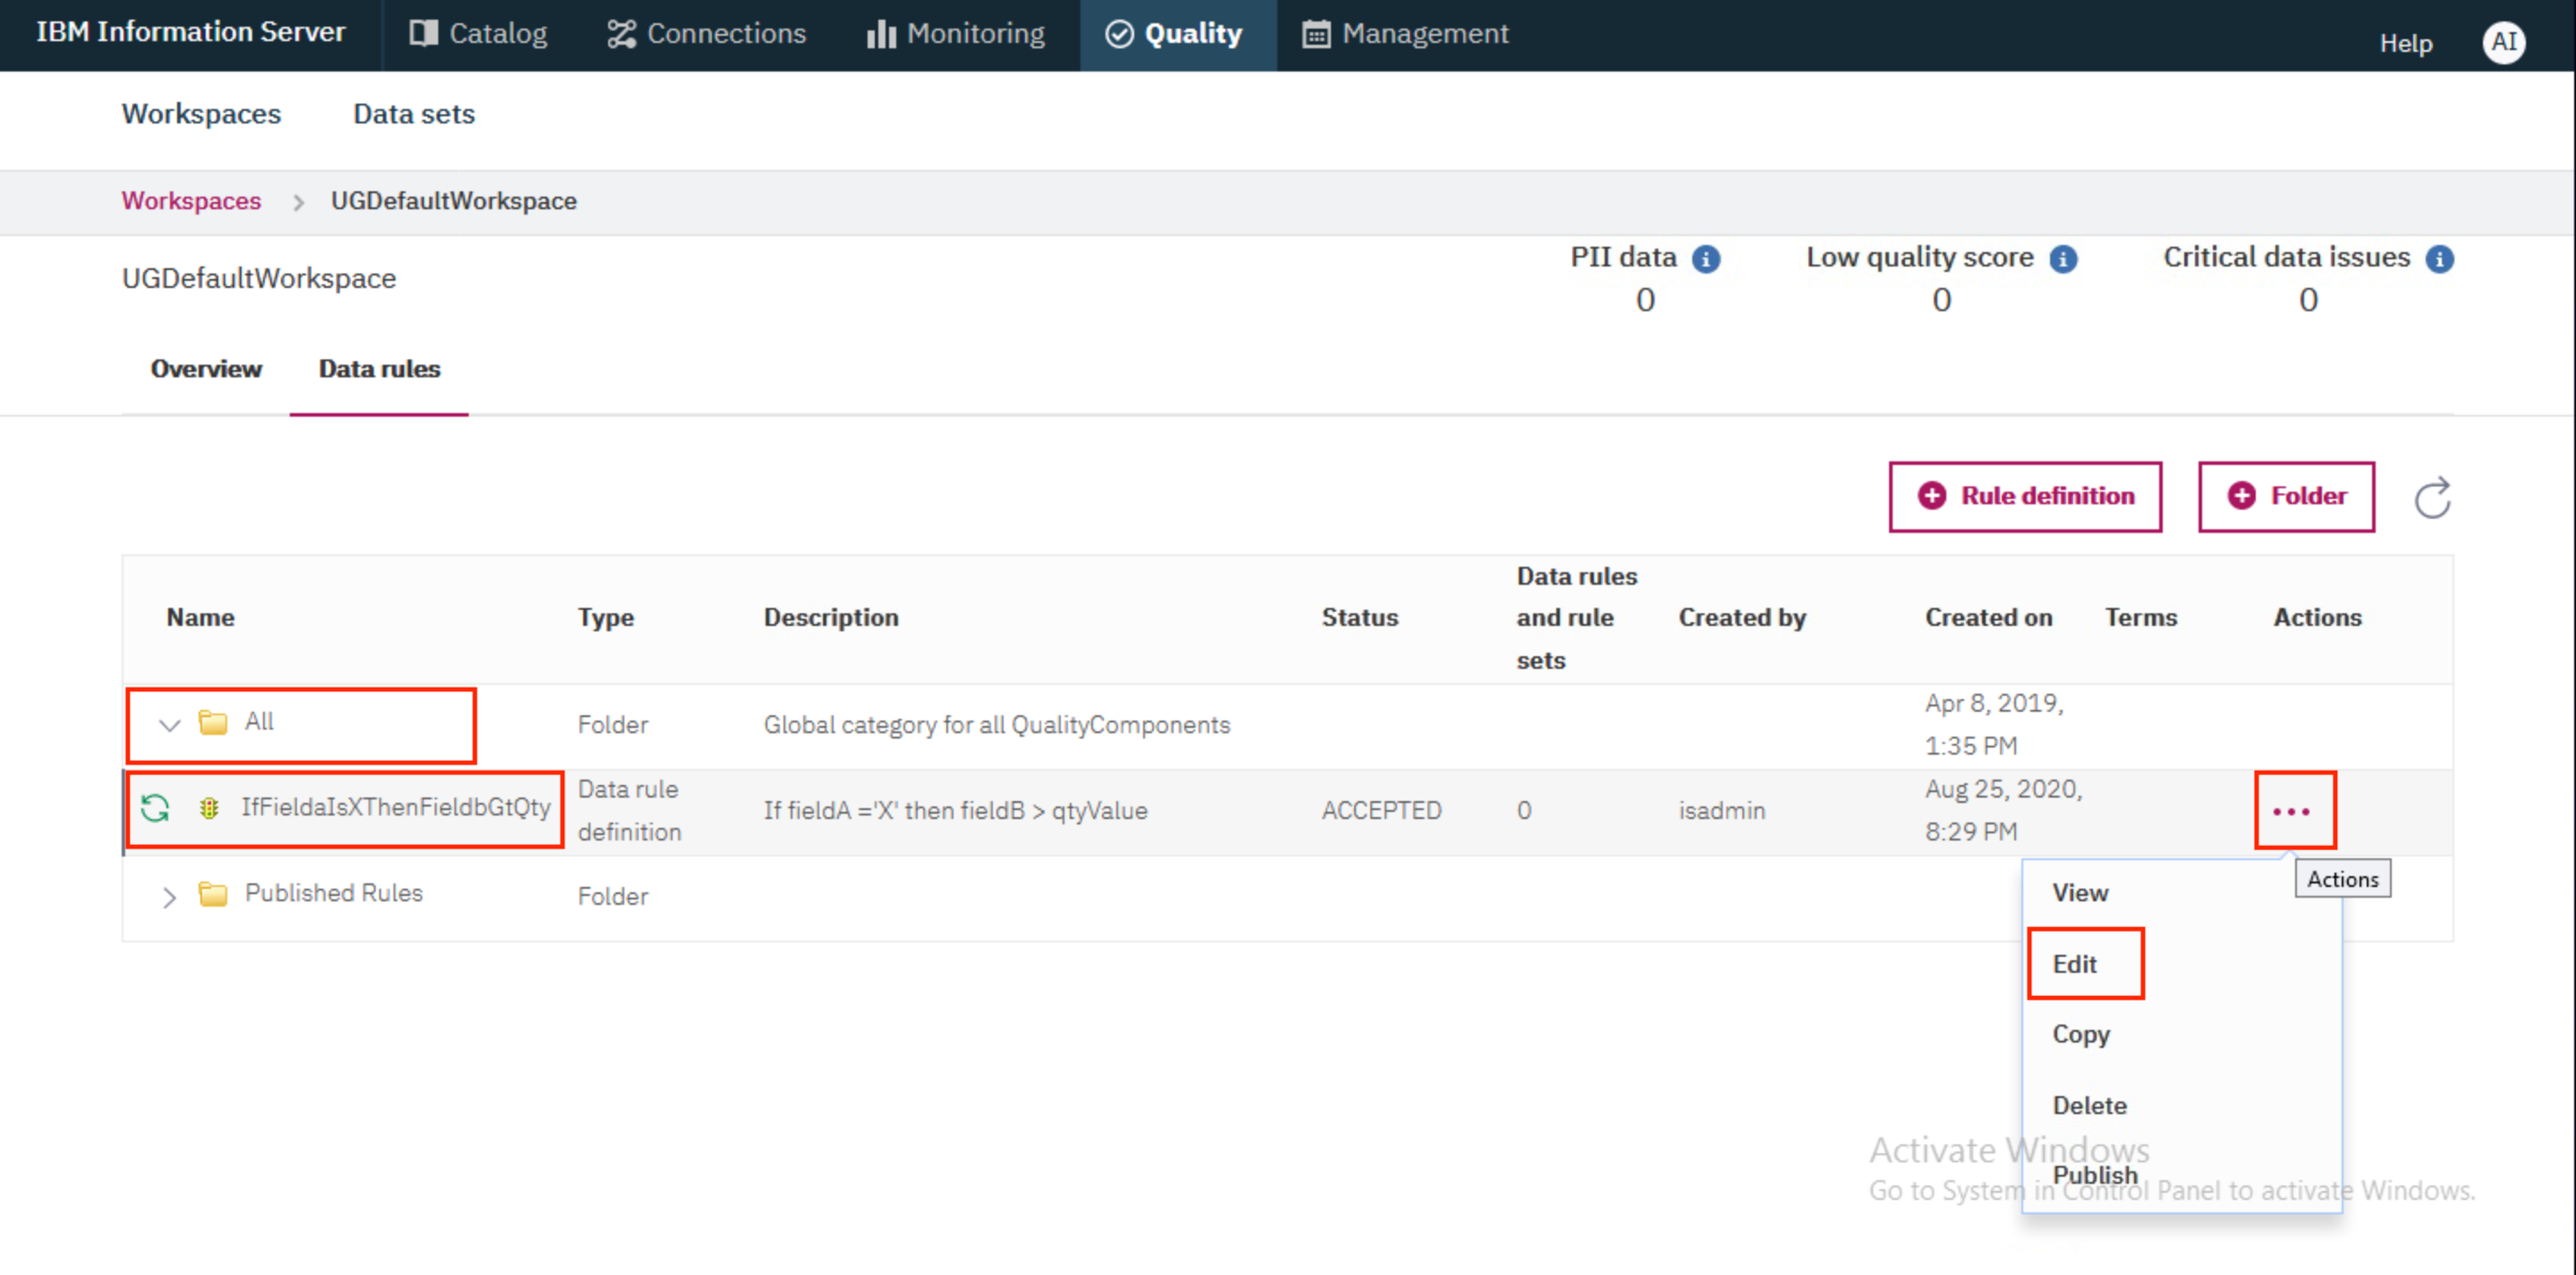 IBM Information Server Catalog Connections Monitoring Quality Management Help AI
Workspaces Data sets
Workspaces > UGDefaultWorkspace
UGDefaultWorkspace
PII data i Low quality score i Critical data issues i
0 0 0
Overview Data rules
+ Rule definition + Folder
Name Type Description Status Data rules and rule sets Created by Created on Terms Actions
All Folder Global category for all QualityComponents Apr 8, 2019, 1:35 PM
IfFieldaIsXThenFieldbGtQty Data rule definition If fieldA ='X' then fieldB > qtyValue ACCEPTED 0 isadmin Aug 25, 2020, 8:29 PM •••
Published Rules Folder
Actions
View
Edit
Copy
Delete
Publish
Activate Windows
Go to System in Control Panel to activate Windows.